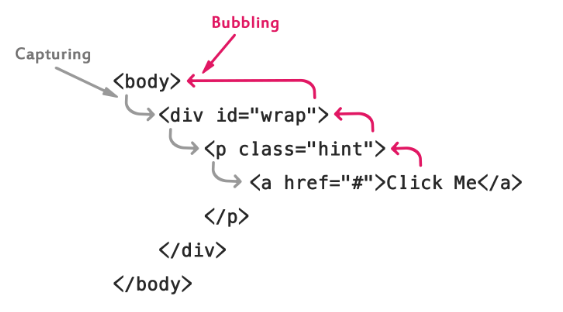 Bubbling
Capturing
<body>
<div id="wrap">
<p class="hint">
<a href="#">Click Me</a>
</p>
</div>
</body>